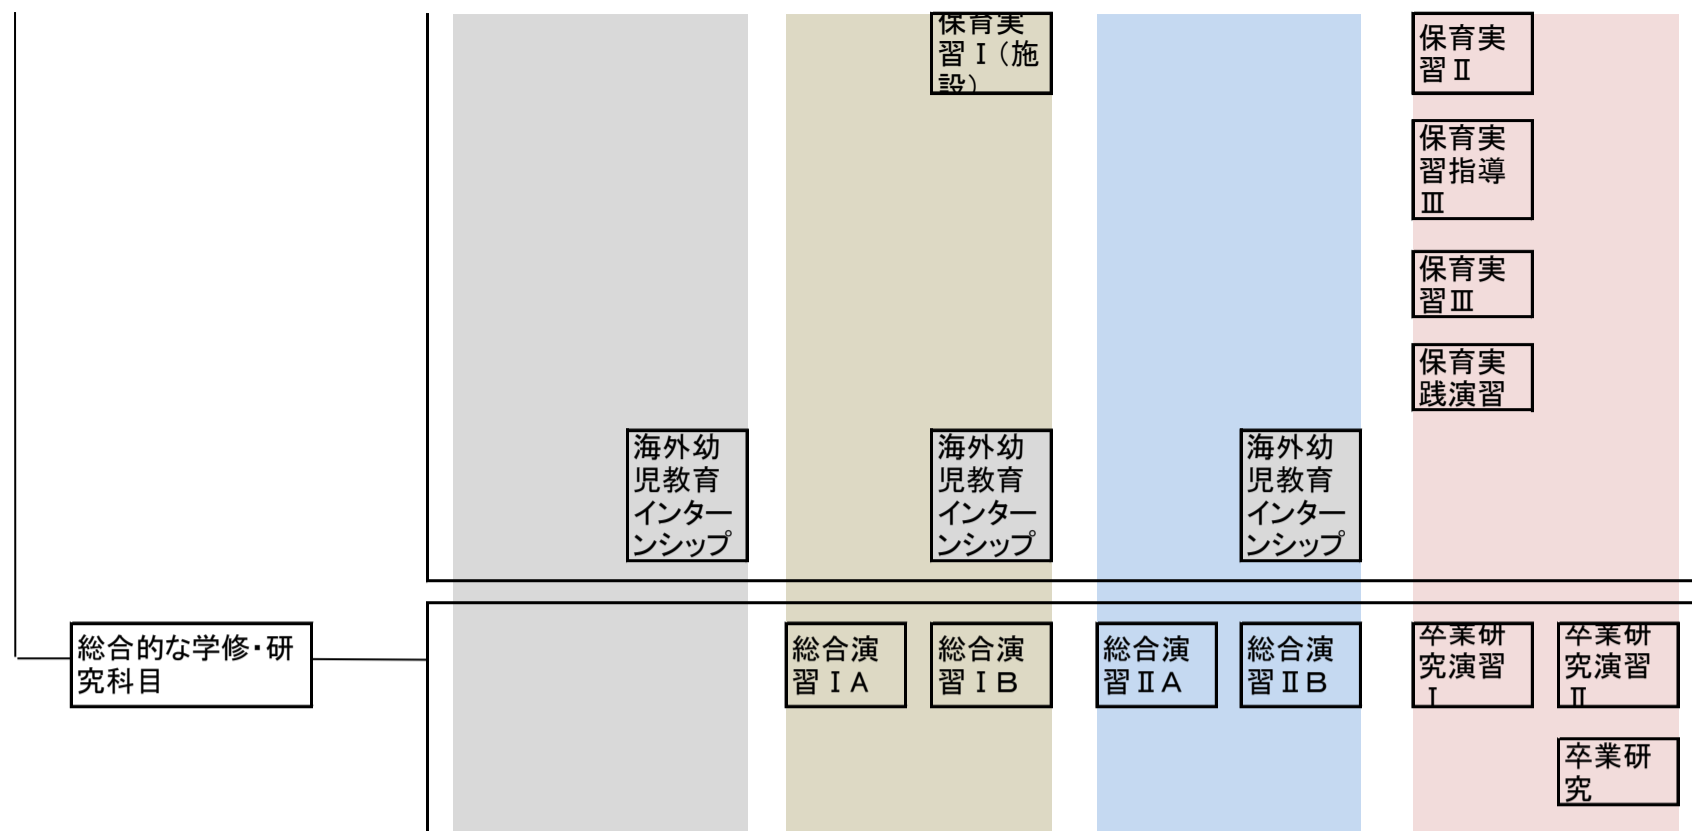 保育実
習Ⅰ（施
設）
保育実
習Ⅱ
保育実
習指導
Ⅲ
保育実
習Ⅲ
保育実
践演習
海外幼
児教育
インター
ンシップ
海外幼
児教育
インター
ンシップ
海外幼
児教育
インター
ンシップ
総合的な学修・研
究科目
総合演
習ⅠA
総合演
習ⅠB
総合演
習ⅡA
総合演
習ⅡB
卒業研
究演習
Ⅰ
卒業研
究演習
Ⅱ
卒業研
究